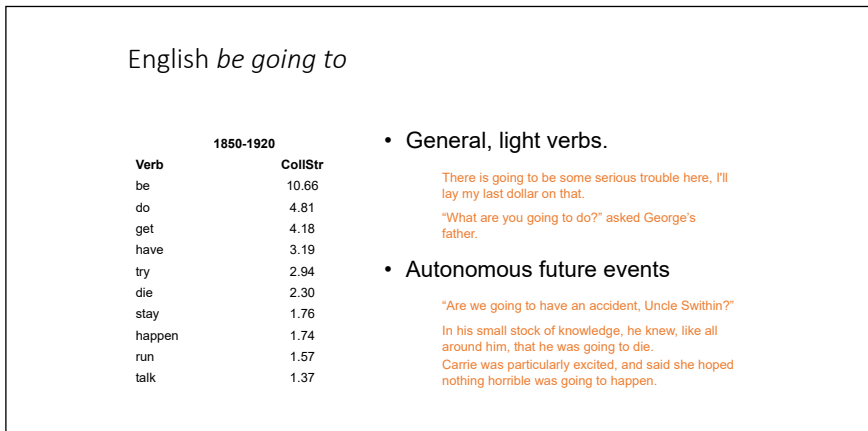 English be going to
1850-1920
Verb CollStr
be 10.66
do 4.81
get 4.18
have 3.19
try 2.94
die 2.30
stay 1.76
happen 1.74
run 1.57
talk 1.37
• General, light verbs.
There is going to be some serious trouble here, I'll
lay my last dollar on that.
“What are you going to do?” asked George’s
father.
• Autonomous future events
“Are we going to have an accident, Uncle Swithin?”
In his small stock of knowledge, he knew, like all
around him, that he was going to die.
Carrie was particularly excited, and said she hoped
nothing horrible was going to happen.